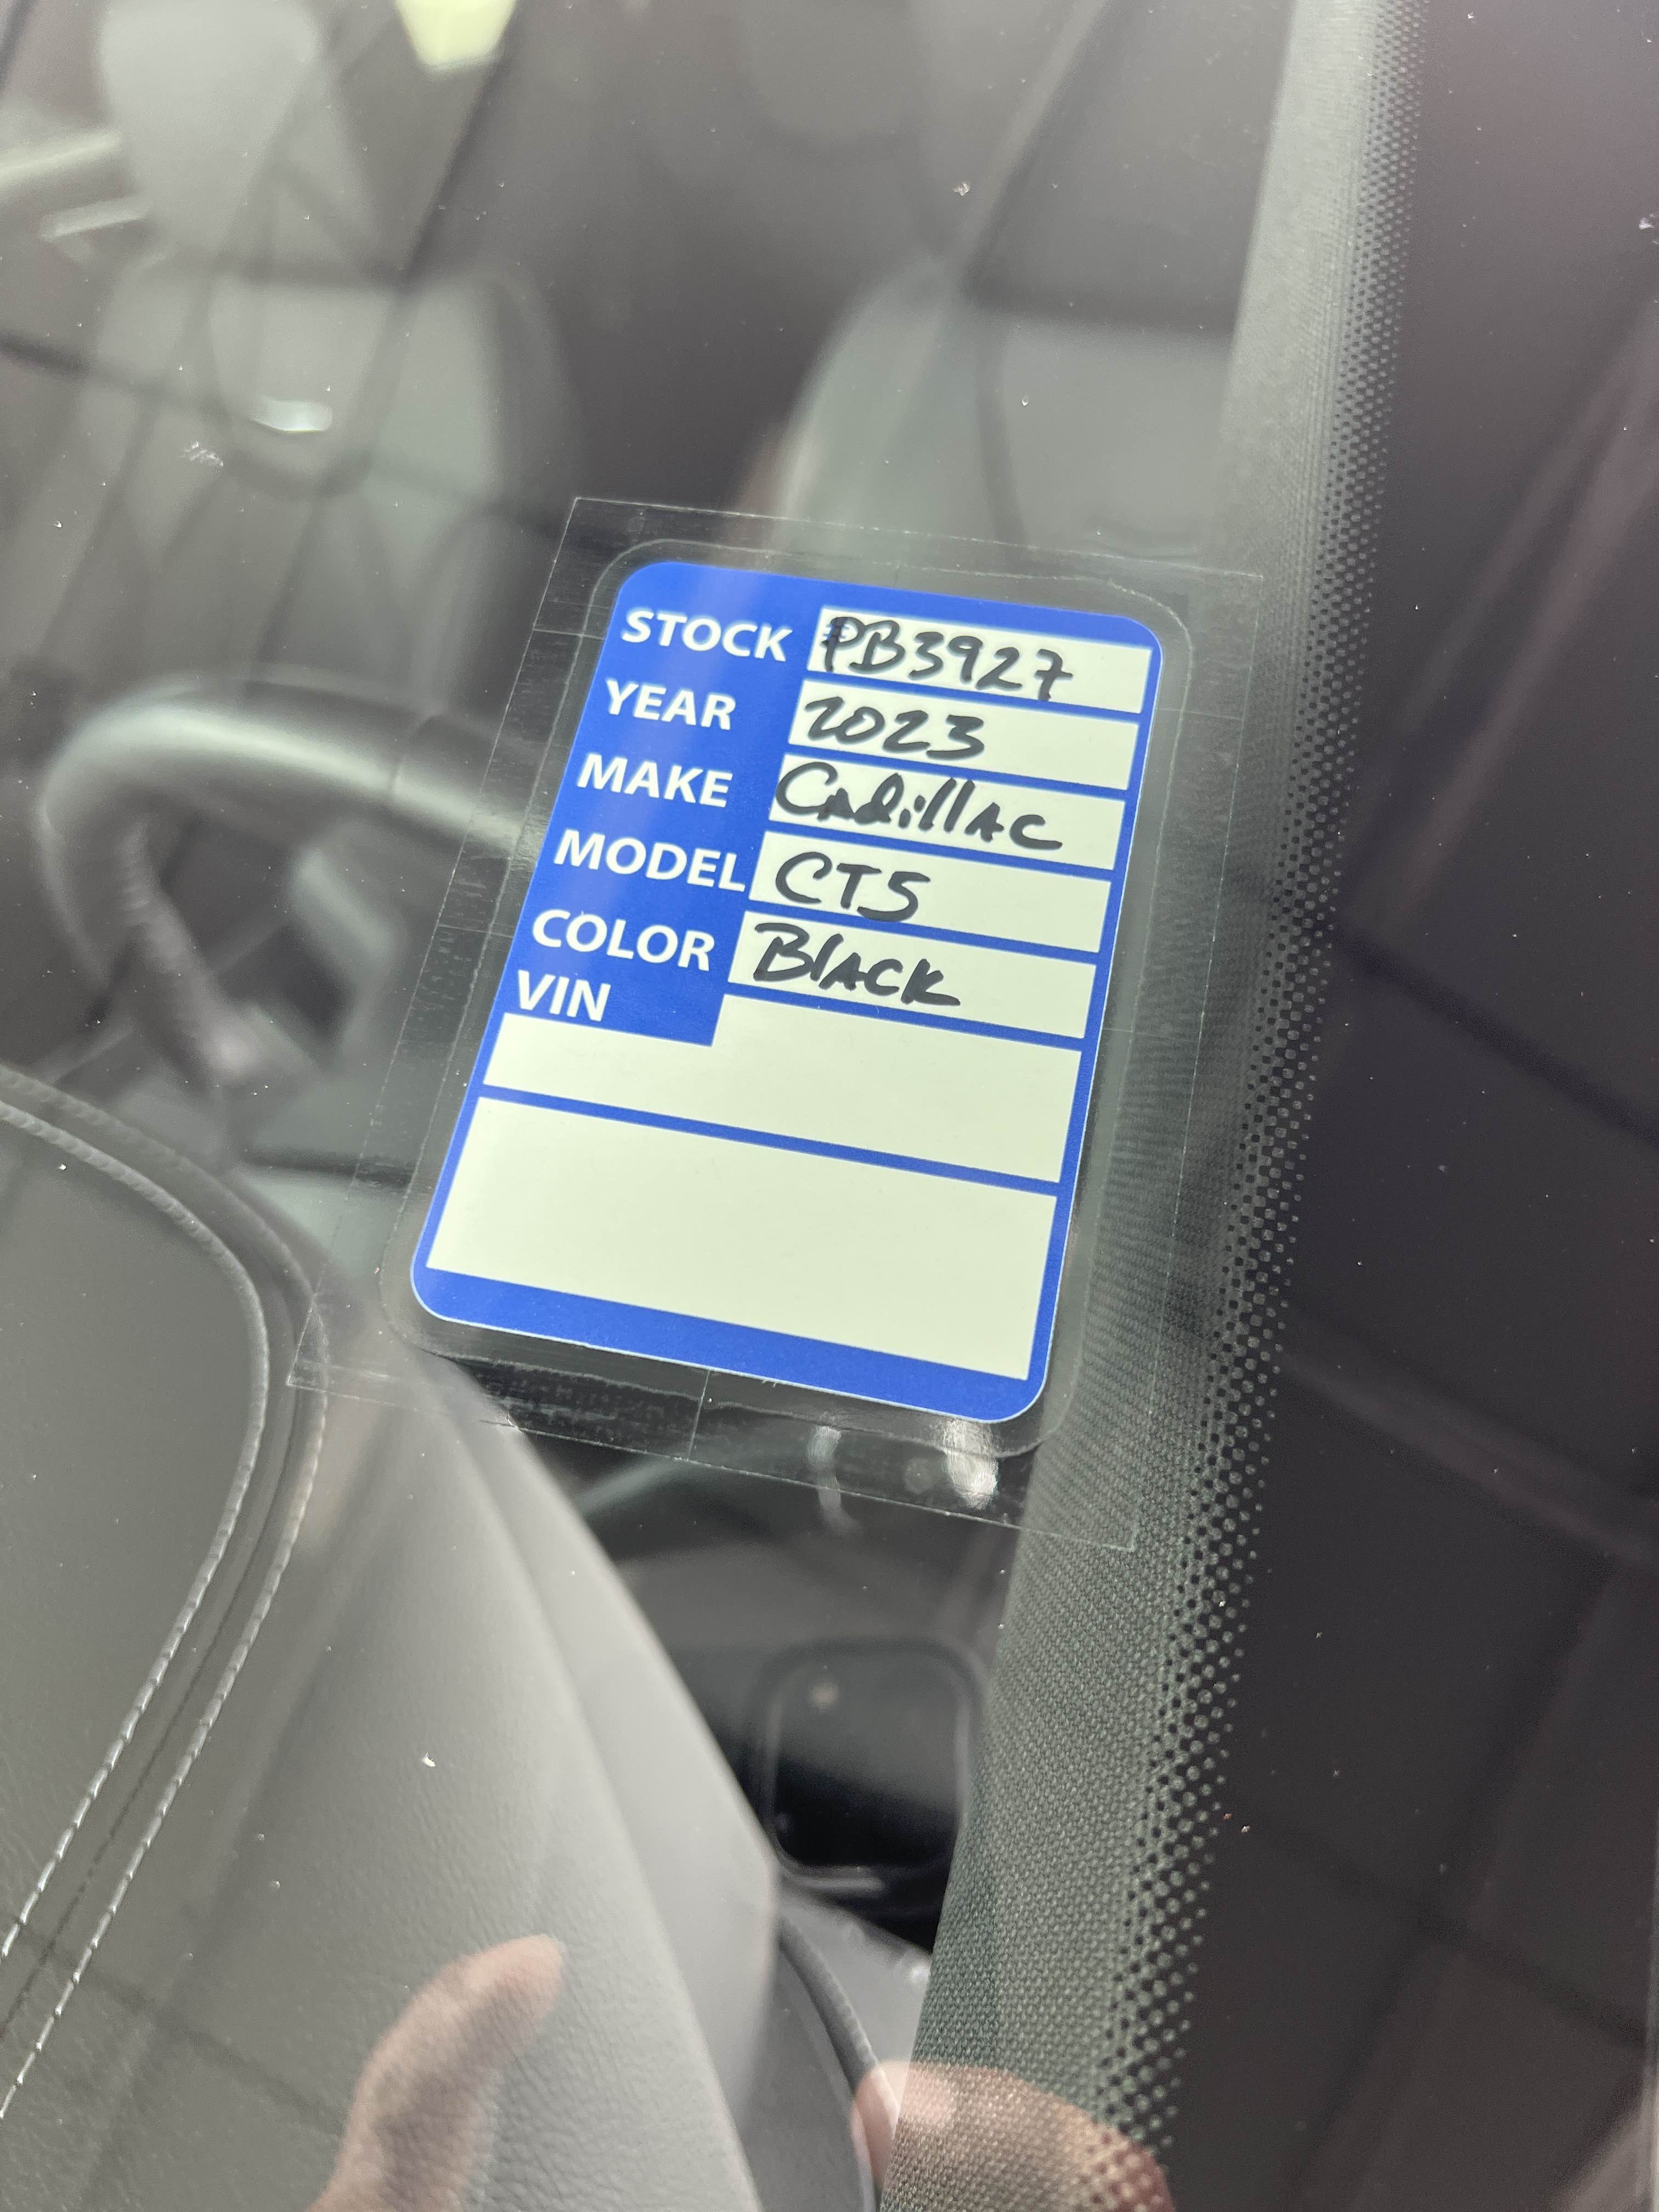 STOCK PB3927
YEAR 2023
MAKE Cadillac
MODEL CT5
COLOR Black
VIN